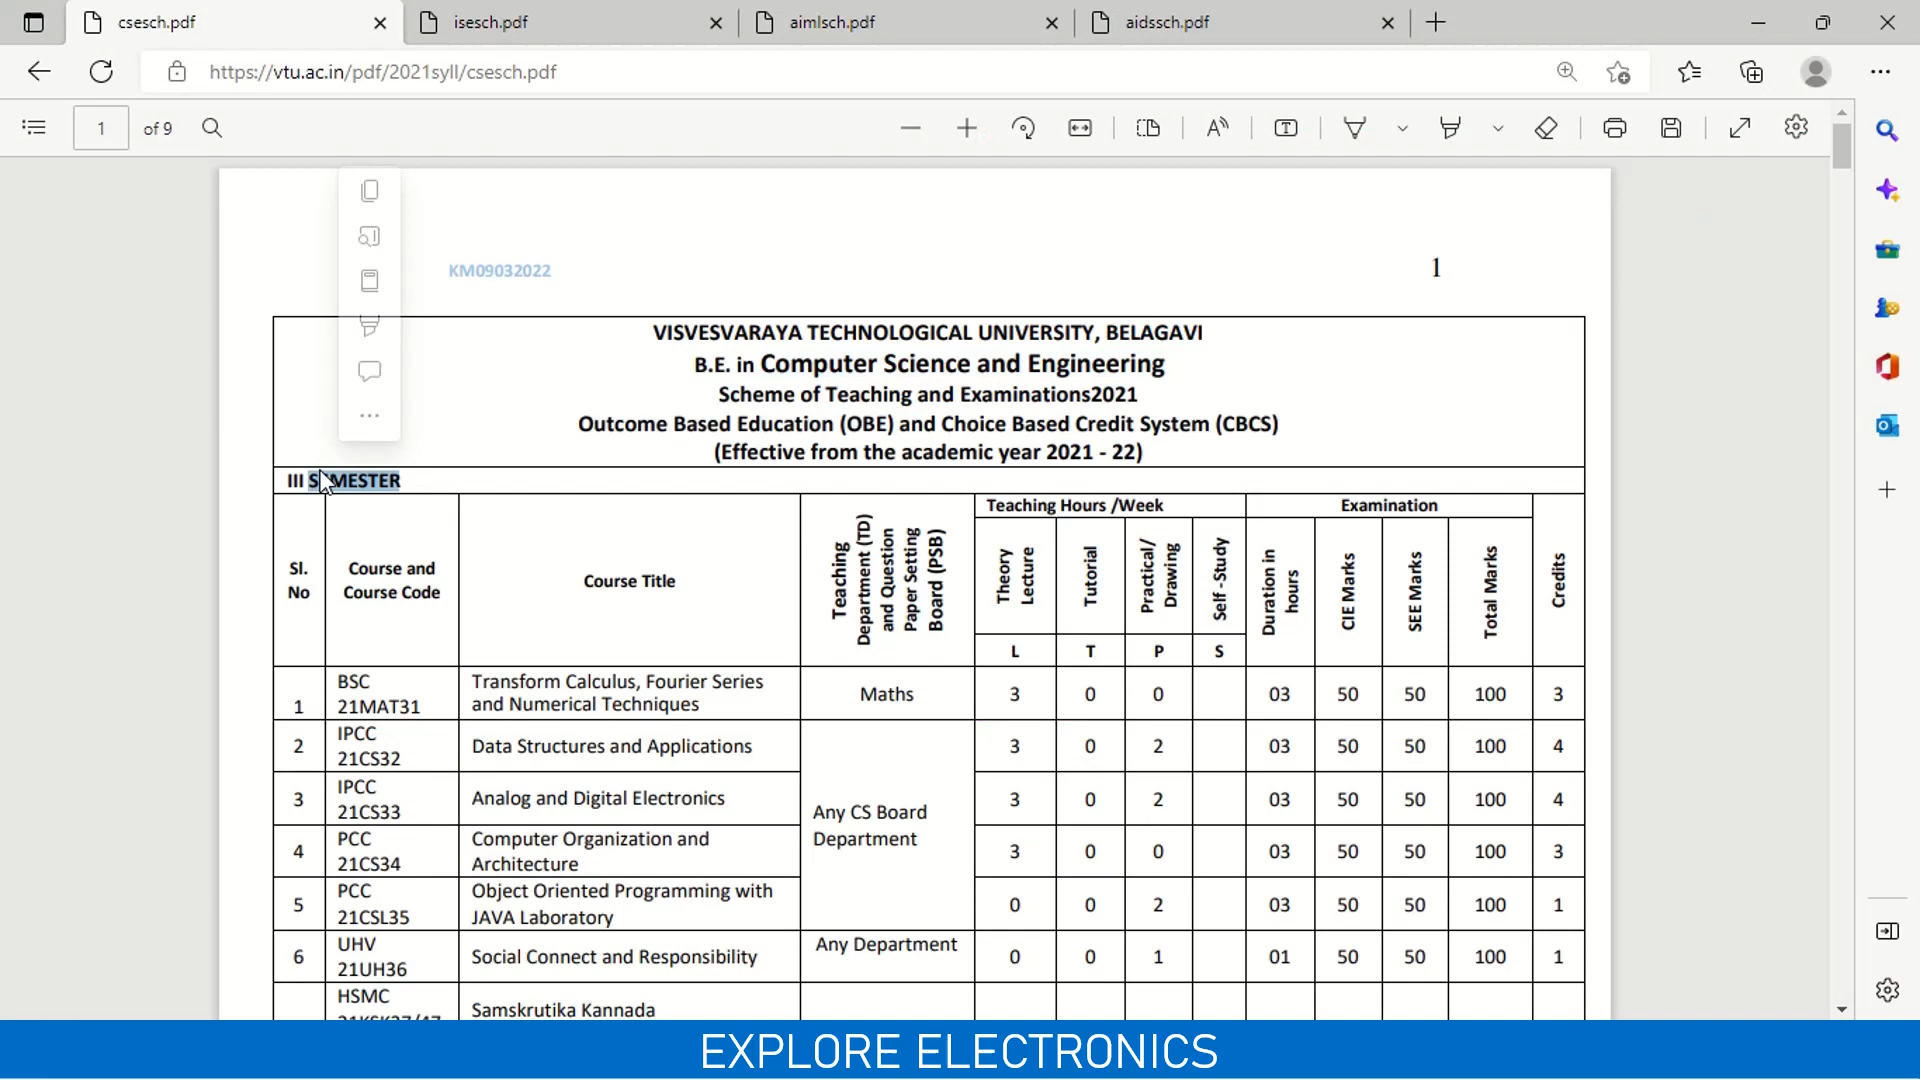 csesch.pdf
isesch.pdf
aimlsch.pdf
aidssch.pdf
https://vtu.ac.in/pdf/2021syll/csesch.pdf
1 of 9
KM09032022
1
VISVESVARAYA TECHNOLOGICAL UNIVERSITY, BELAGAVI
B.E. in Computer Science and Engineering
Scheme of Teaching and Examinations2021
Outcome Based Education (OBE) and Choice Based Credit System (CBCS)
(Effective from the academic year 2021 - 22)
III SEMESTER
Sl. No
Course and Course Code
Course Title
Teaching Department (TD) and Question Paper Setting Board (PSB)
Teaching Hours /Week
Examination
Theory Lecture
Tutorial
Practical/ Drawing
Self -Study
Duration in hours
CIE Marks
SEE Marks
Total Marks
Credits
L T P S
1 BSC 21MAT31 Transform Calculus, Fourier Series and Numerical Techniques Maths 3 0 0 03 50 50 100 3
2 IPCC 21CS32 Data Structures and Applications 3 0 2 03 50 50 100 4
Any CS Board Department
3 IPCC 21CS33 Analog and Digital Electronics 3 0 2 03 50 50 100 4
4 PCC 21CS34 Computer Organization and Architecture 3 0 0 03 50 50 100 3
5 PCC 21CSL35 Object Oriented Programming with JAVA Laboratory 0 0 2 03 50 50 100 1
6 UHV 21UH36 Social Connect and Responsibility Any Department 0 0 1 01 50 50 100 1
HSMC
Samskrutika Kannada
EXPLORE ELECTRONICS